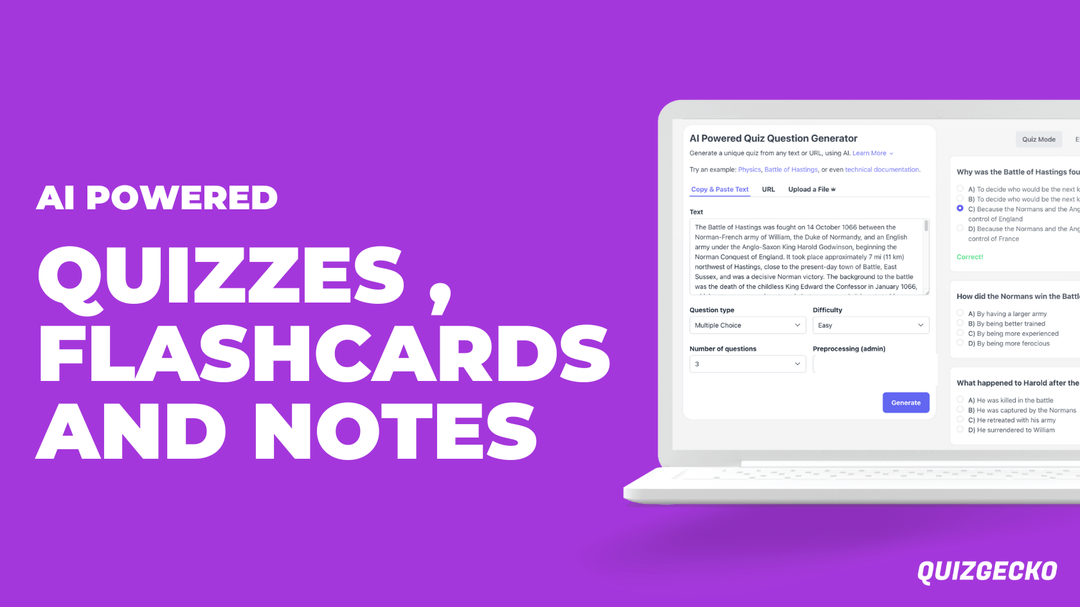 AI POWERED
QUIZZES ,
FLASHCARDS
AND NOTES
AI Powered Quiz Question Generator
Generate a unique quiz from any text or URL, using AI. Learn More →
Try an example: Physics, Battle of Hastings, or even technical documentation.
Copy & Paste Text URL Upload a File
Text
The Battle of Hastings was fought on 14 October 1066 between the
Norman-French army of William, the Duke of Normandy, and an English
army under the Anglo-Saxon King Harold Godwinson, beginning the
Norman Conquest of England. It took place approximately 7 mi (11 km)
northwest of Hastings, close to the present-day town of Battle, East
Sussex, and was a decisive Norman victory. The background to the battle
was the death of the childless King Edward the Confessor in January 1066,
Question type Difficulty
Multiple Choice Easy
Number of questions Preprocessing (admin)
3
Generate
Quiz Mode
Why was the Battle of Hastings fou
A) To decide who would be the next k
B) To decide who would be the next k
C) Because the Normans and the Ang
control of England
D) Because the Normans and the Ang
control of France
Correct!
How did the Normans win the Battl
A) By having a larger army
B) By being better trained
C) By being more experienced
D) By being more ferocious
What happened to Harold after the
A) He was killed in the battle
B) He was captured by the Normans
C) He retreated with his army
D) He surrendered to William
QUIZGECKO